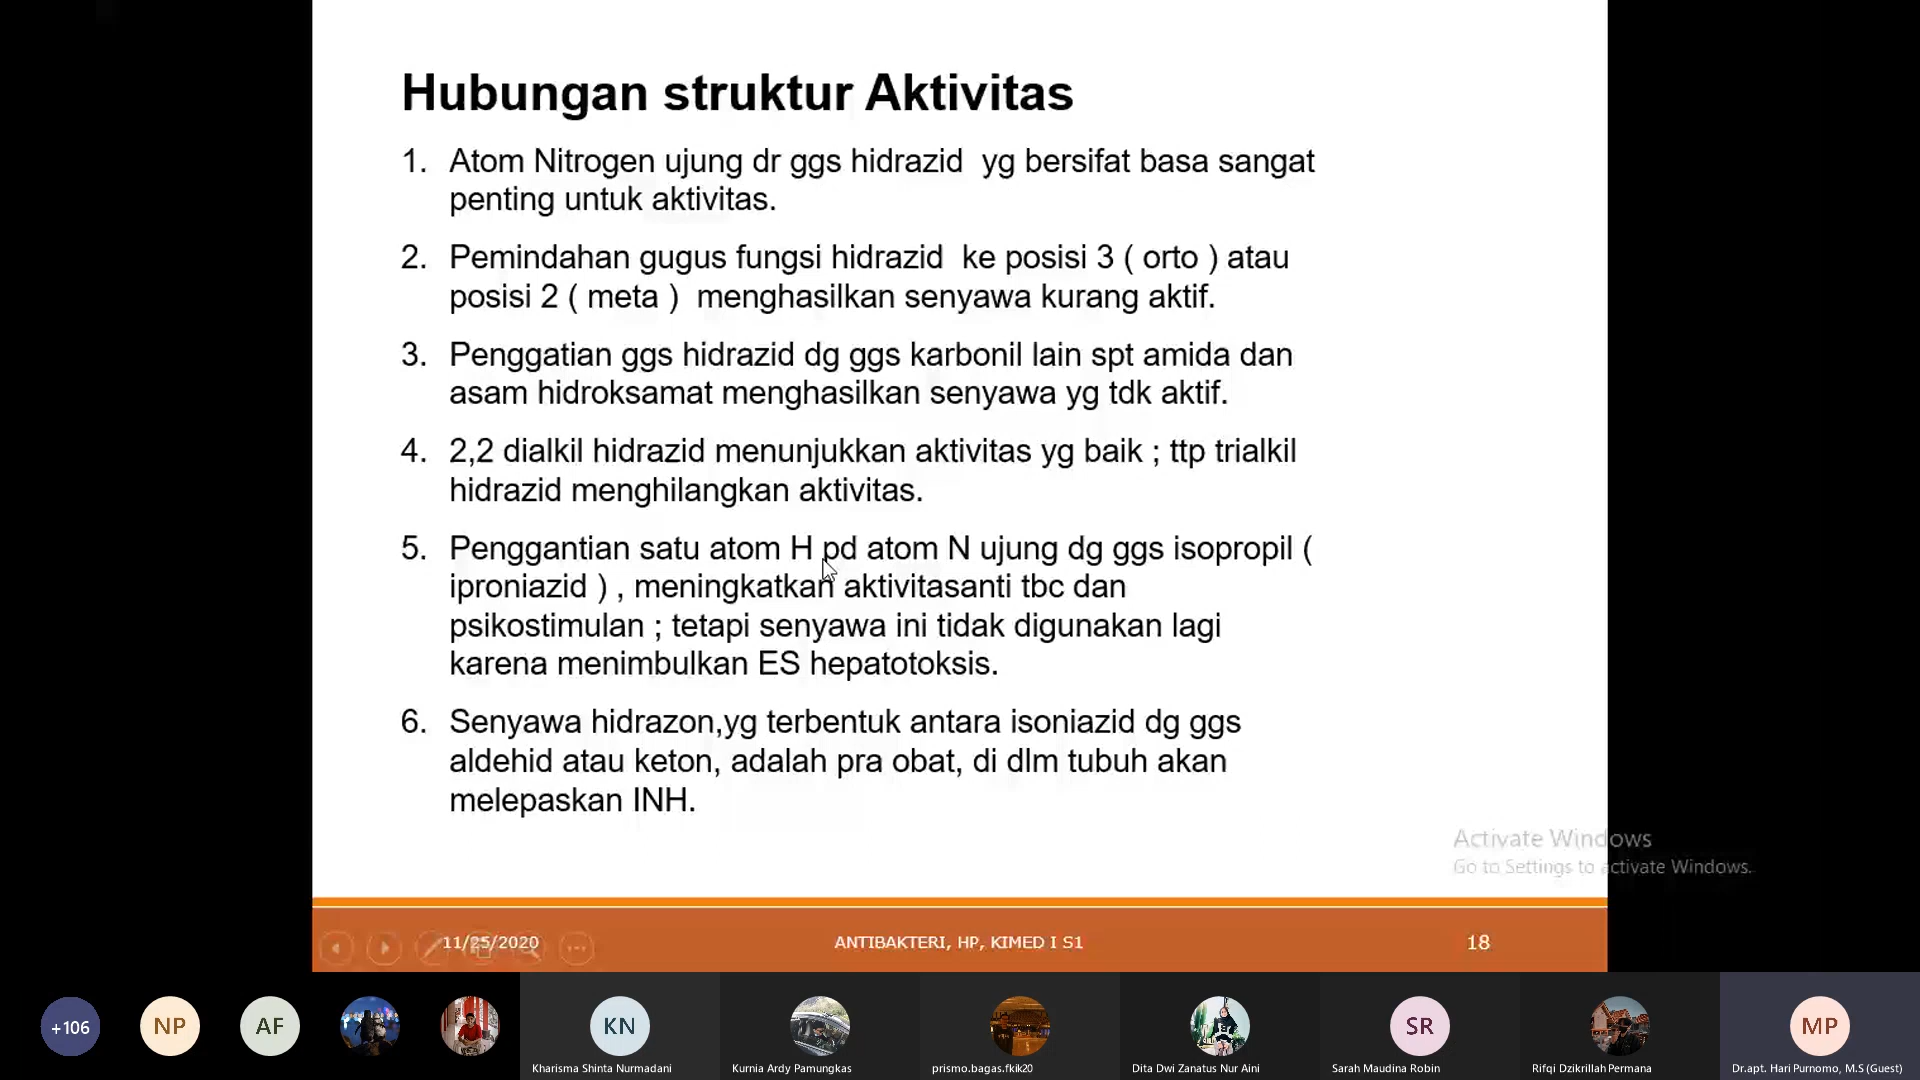 Hubungan struktur Aktivitas
1. Atom Nitrogen ujung dr ggs hidrazid yg bersifat basa sangat
penting untuk aktivitas.
2. Pemindahan gugus fungsi hidrazid ke posisi 3 ( orto ) atau
posisi 2 ( meta ) menghasilkan senyawa kurang aktif.
3. Penggatian ggs hidrazid dg ggs karbonil lain spt amida dan
asam hidroksamat menghasilkan senyawa yg tdk aktif.
4. 2,2 dialkil hidrazid menunjukkan aktivitas yg baik ; ttp trialkil
hidrazid menghilangkan aktivitas.
5. Penggantian satu atom H pd atom N ujung dg ggs isopropil (
iproniazid ) , meningkatkan aktivitasanti tbc dan
psikostimulan ; tetapi senyawa ini tidak digunakan lagi
karena menimbulkan ES hepatotoksis.
6. Senyawa hidrazon,yg terbentuk antara isoniazid dg ggs
aldehid atau keton, adalah pra obat, di dlm tubuh akan
melepaskan INH.
Activate Windows
Go to Settings to activate Windows.
11/25/2020
ANTIBAKTERI, HP, KIMED I S1
18
+106
NP
AF
KN
SR
MP
Kharisma Shinta Nurmadani
Kurnia Ardy Pamungkas
prismo.bagas.fkik20
Dita Dwi Zanatus Nur Aini
Sarah Maudina Robin
Rifqi Dzikrillah Permana
Dr.apt. Hari Purnomo, M.S (Guest)